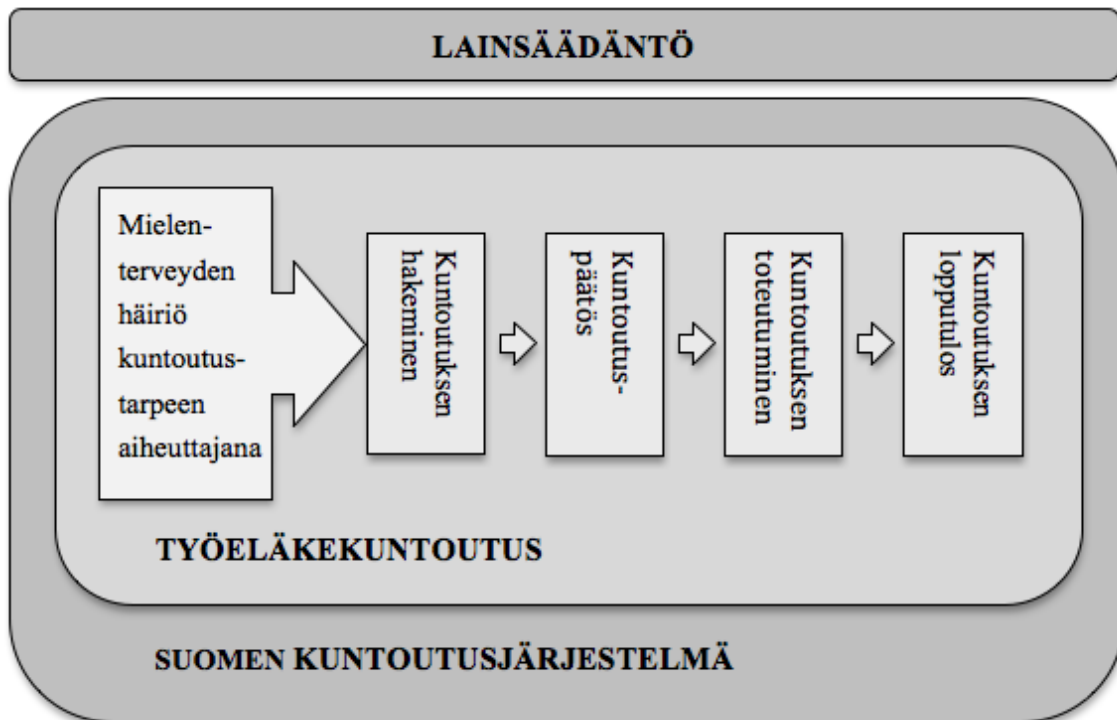 LAINSÄÄDÄNTÖ
Mielen-
terveyden
häiriö
kuntoutus-
tarpeen
aiheuttajana
Kuntoutuksen
hakeminen
Kuntoutus-
päätös
Kuntoutuksen
toteutuminen
Kuntoutuksen
lopputulos
TYÖELÄKEKUNTOUTUS
SUOMEN KUNTOUTUSJÄRJESTELMÄ